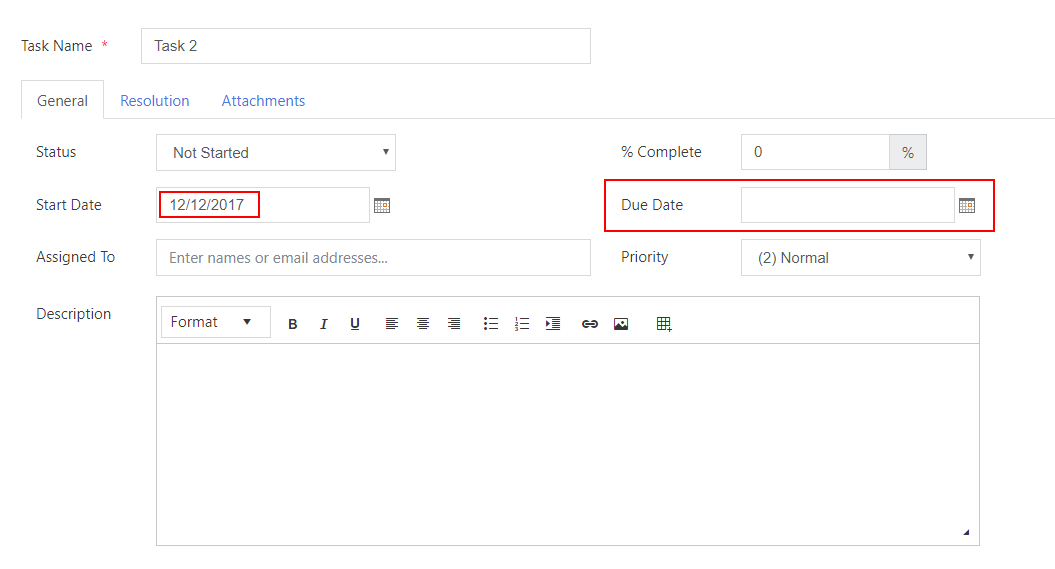 Task Name * Task 2
General Resolution Attachments
Status Not Started % Complete 0 %
Start Date 12/12/2017 Due Date
Assigned To Enter names or email addresses... Priority (2) Normal
Description
Format B I U